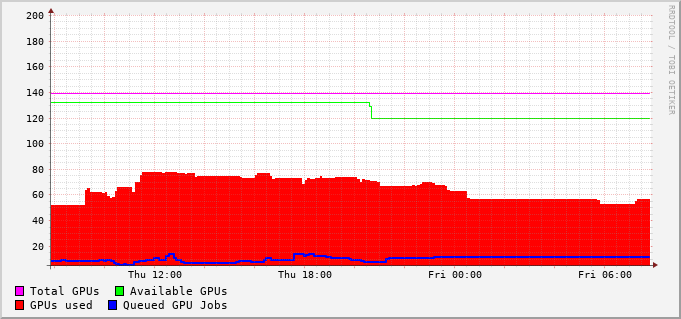 200
180
160
140
120
100
80
60
40
20
Thu 12:00 Thu 18:00 Fri 00:00 Fri 06:00
Total GPUs Available GPUs
GPUs used Queued GPU Jobs
RRDTOOL / TOBI OETIKER